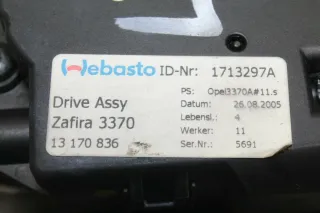 Webasto ID-Nr: 1713297A
PS: Opel3370A#11.s
Drive Assy Datum: 26.08.2005
Zafira 3370 Lebensl.: 4
Werker: 11
13 170 836 Ser.Nr.: 5691